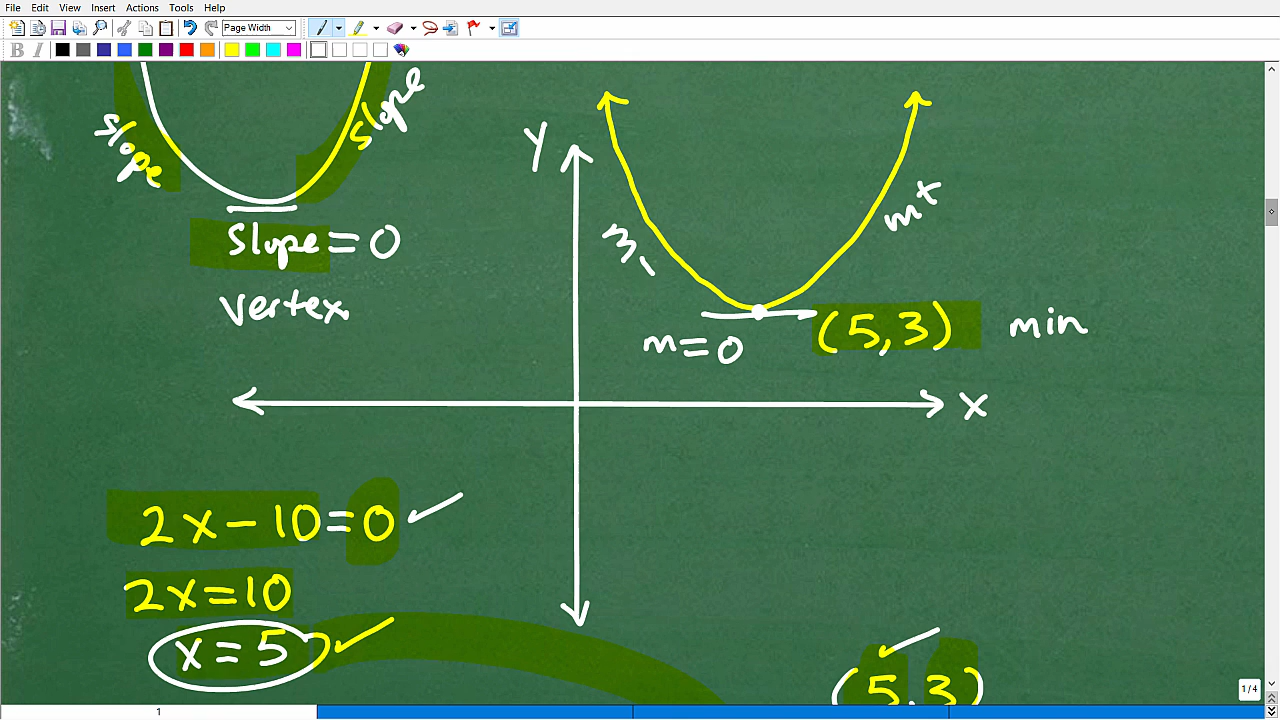 File Edit View Insert Actions Tools Help
Page Width
B I
slope
slope
slope = 0
vertex
y
m -
m +
m = 0
(5,3)
min
x
2x - 10 = 0
2x = 10
x = 5
(5,3)
1/4
1